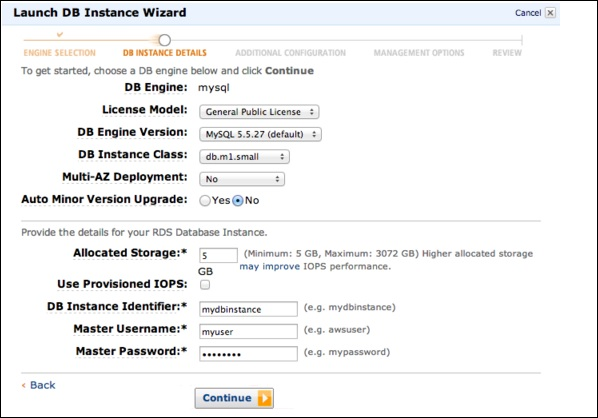 Launch DB Instance Wizard
Cancel
ENGINE SELECTION DB INSTANCE DETAILS ADDITIONAL CONFIGURATION MANAGEMENT OPTIONS REVIEW
To get started, choose a DB engine below and click Continue
DB Engine: mysql
License Model: General Public License
DB Engine Version: MySQL 5.5.27 (default)
DB Instance Class: db.m1.small
Multi-AZ Deployment: No
Auto Minor Version Upgrade: Yes No
Provide the details for your RDS Database Instance.
Allocated Storage:* 5 (Minimum: 5 GB, Maximum: 3072 GB) Higher allocated storage
GB may improve IOPS performance.
Use Provisioned IOPS:
DB Instance Identifier:* mydbinstance (e.g. mydbinstance)
Master Username:* myuser (e.g. awsuser)
Master Password:* •••••••• (e.g. mypassword)
‹ Back
Continue